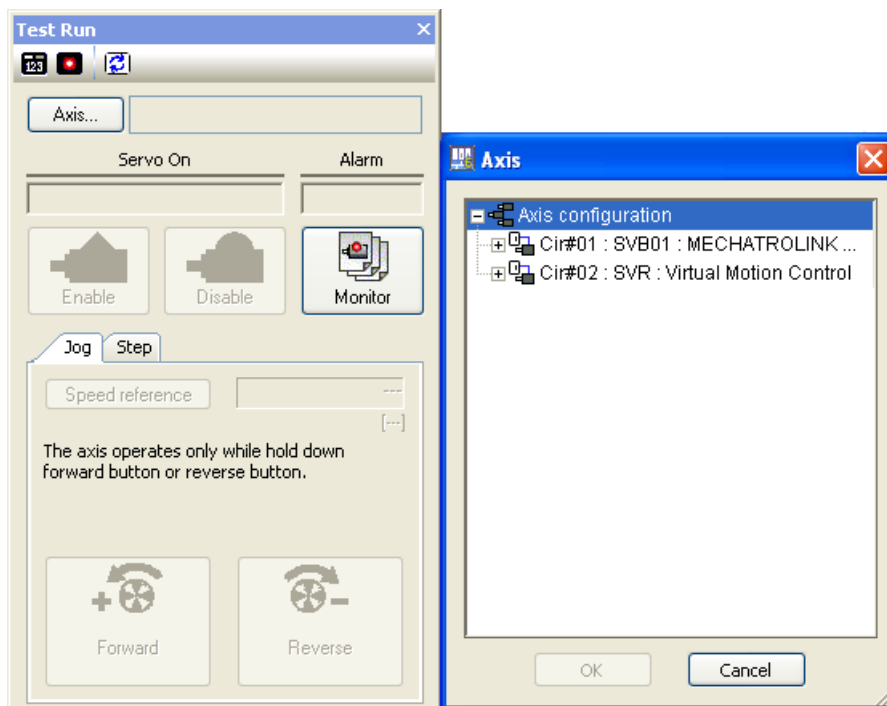 Test Run
123
Axis...
Servo On
Alarm
Enable
Disable
Monitor
Jog
Step
Speed reference
---
[---]
The axis operates only while hold down
forward button or reverse button.
Forward
Reverse
Axis
Axis configuration
Cir#01 : SVB01 : MECHATROLINK ...
Cir#02 : SVR : Virtual Motion Control
OK
Cancel